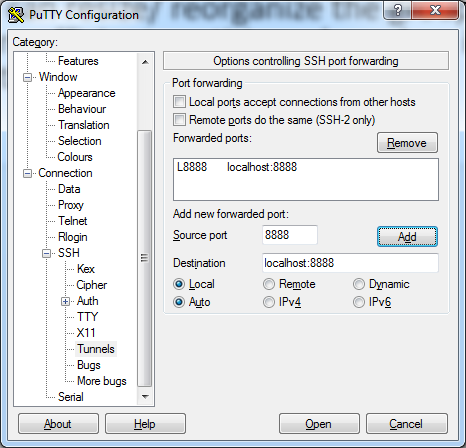 PuTTY Configuration
Category:
Features
Window
Appearance
Behaviour
Translation
Selection
Colours
Connection
Data
Proxy
Telnet
Rlogin
SSH
Kex
Cipher
Auth
TTY
X11
Tunnels
Bugs
More bugs
Serial
Options controlling SSH port forwarding
Port forwarding
Local ports accept connections from other hosts
Remote ports do the same (SSH-2 only)
Forwarded ports:
Remove
L8888 localhost:8888
Add new forwarded port:
Source port 8888 Add
Destination localhost:8888
Local Remote Dynamic
Auto IPv4 IPv6
About Help Open Cancel